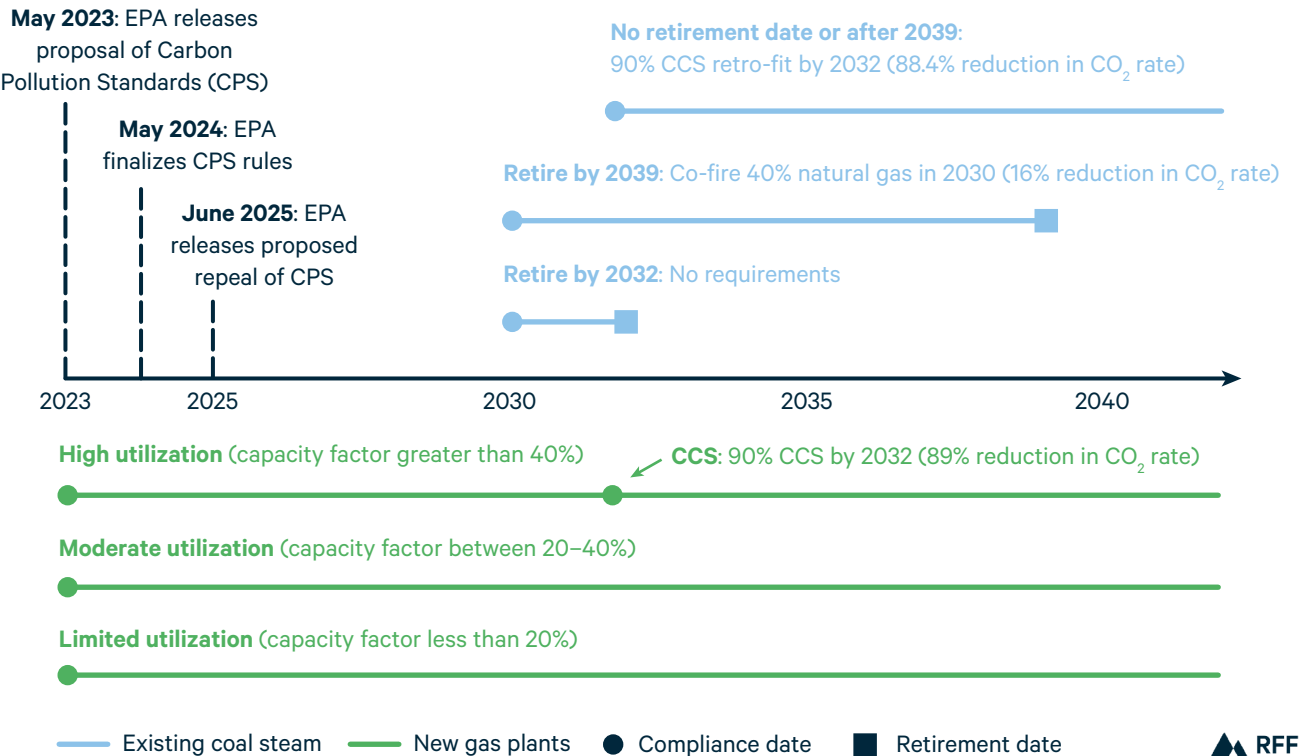 May 2023: EPA releases
proposal of Carbon
Pollution Standards (CPS)
May 2024: EPA
finalizes CPS rules
June 2025: EPA
releases proposed
repeal of CPS
No retirement date or after 2039:
90% CCS retro-fit by 2032 (88.4% reduction in CO2 rate)
Retire by 2039: Co-fire 40% natural gas in 2030 (16% reduction in CO2 rate)
Retire by 2032: No requirements
2023 2025 2030 2035 2040
High utilization (capacity factor greater than 40%)
CCS: 90% CCS by 2032 (89% reduction in CO2 rate)
Moderate utilization (capacity factor between 20–40%)
Limited utilization (capacity factor less than 20%)
Existing coal steam New gas plants Compliance date Retirement date RFF